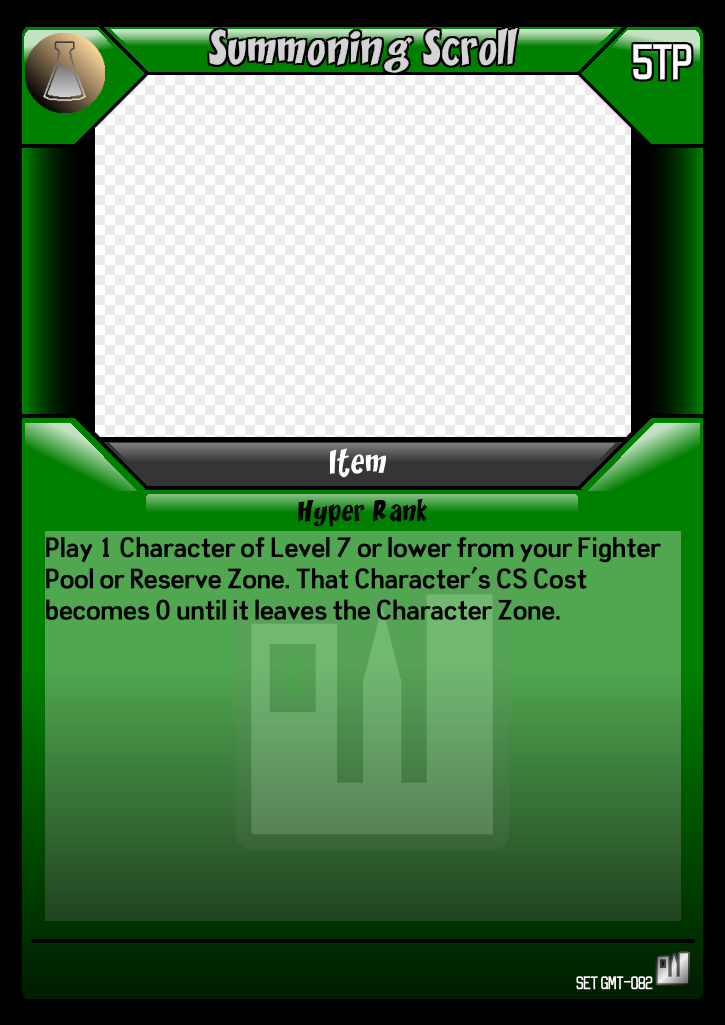 Summoning Scroll
5TP
Item
Hyper Rank
Play 1 Character of Level 7 or lower from your Fighter
Pool or Reserve Zone. That Character's CS Cost
becomes 0 until it leaves the Character Zone.
SET GMT-082